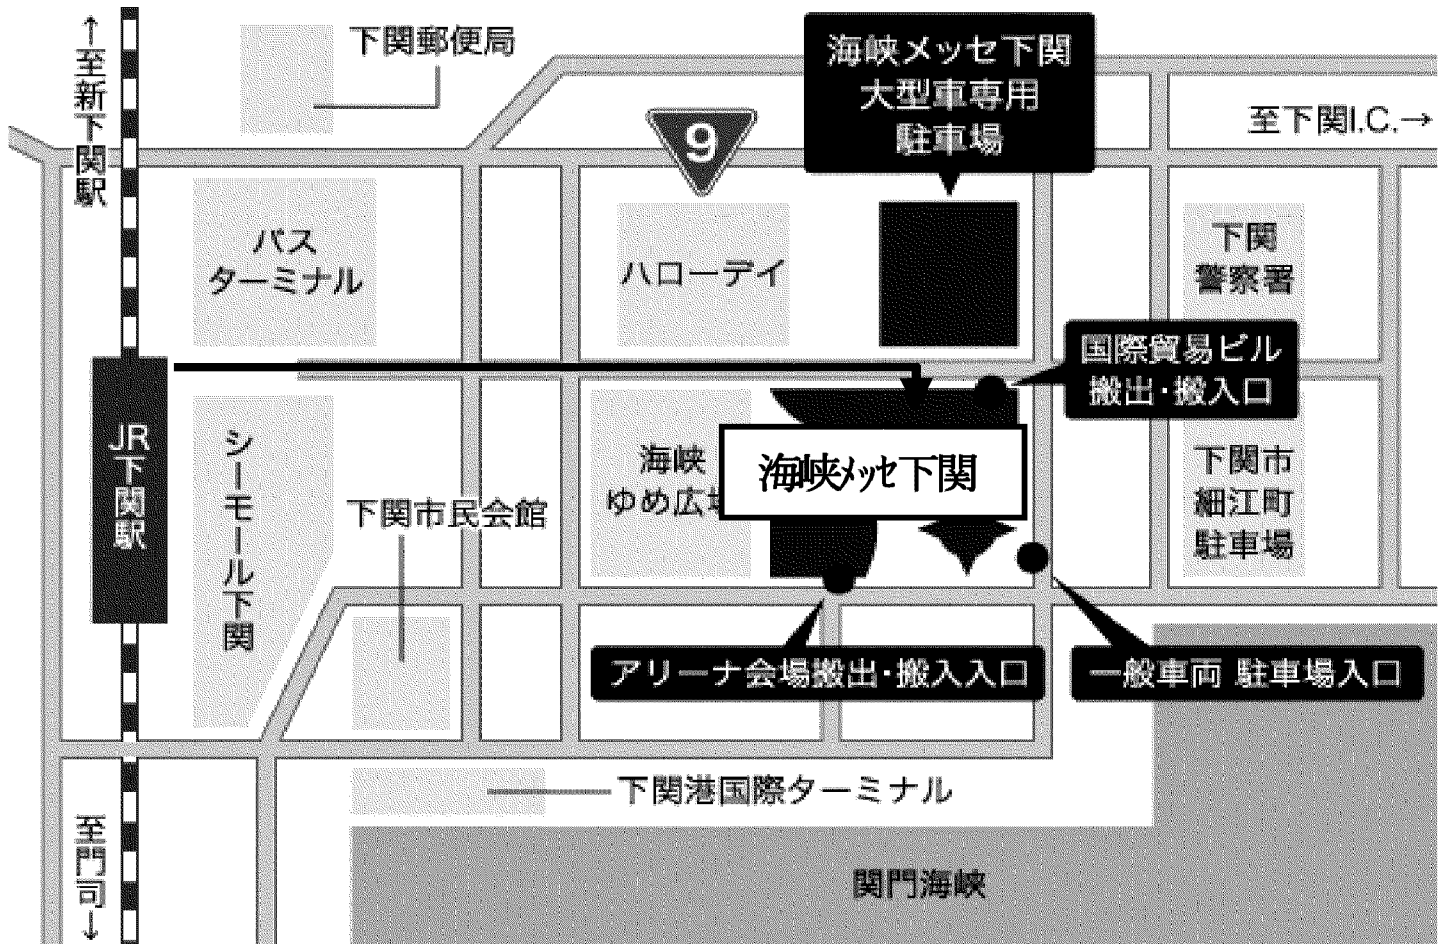 ↑至新下関駅
下関郵便局
海峡メッセ下関
大型車専用
駐車場
9
至下関I.C.→
バス
ターミナル
ハローデイ
下関
警察署
国際貿易ビル
搬出・搬入口
JR下関駅
シーモール下関
下関市民会館
海峡
ゆめ広場
海峡メッセ下関
下関市
細江町
駐車場
アリーナ会場搬出・搬入入口
一般車両 駐車場入口
下関港国際ターミナル
至門司↓
関門海峡